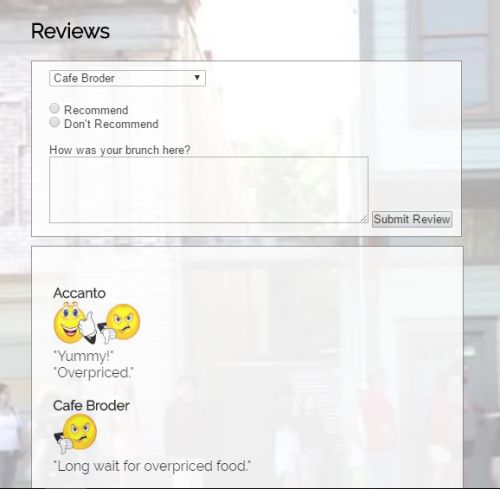 Reviews
Cafe Broder
Recommend
Don't Recommend
How was your brunch here?
Submit Review
Accanto
"Yummy!"
"Overpriced."
Cafe Broder
"Long wait for overpriced food."